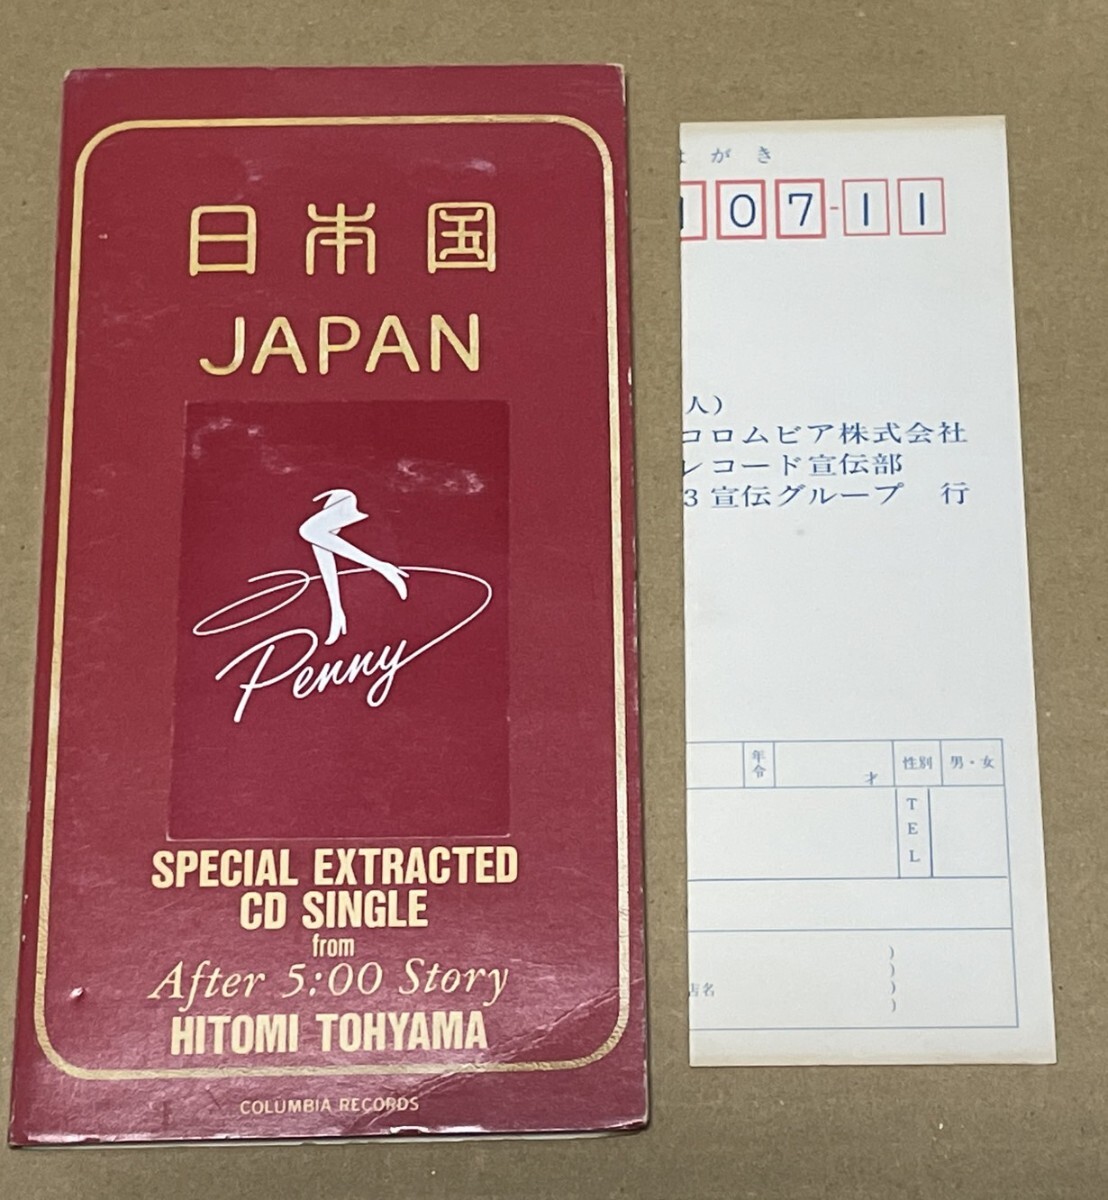 日本国
JAPAN
Penny
SPECIAL EXTRACTED
CD SINGLE
from
After 5:00 Story
HITOMI TOHYAMA
COLUMBIA RECORDS
がき
107-11
人)
コロムビア株式会社
レコード宣伝部
3宣伝グループ 行
年令
才
性別
男・女
TEL
)
)
店名 )
)